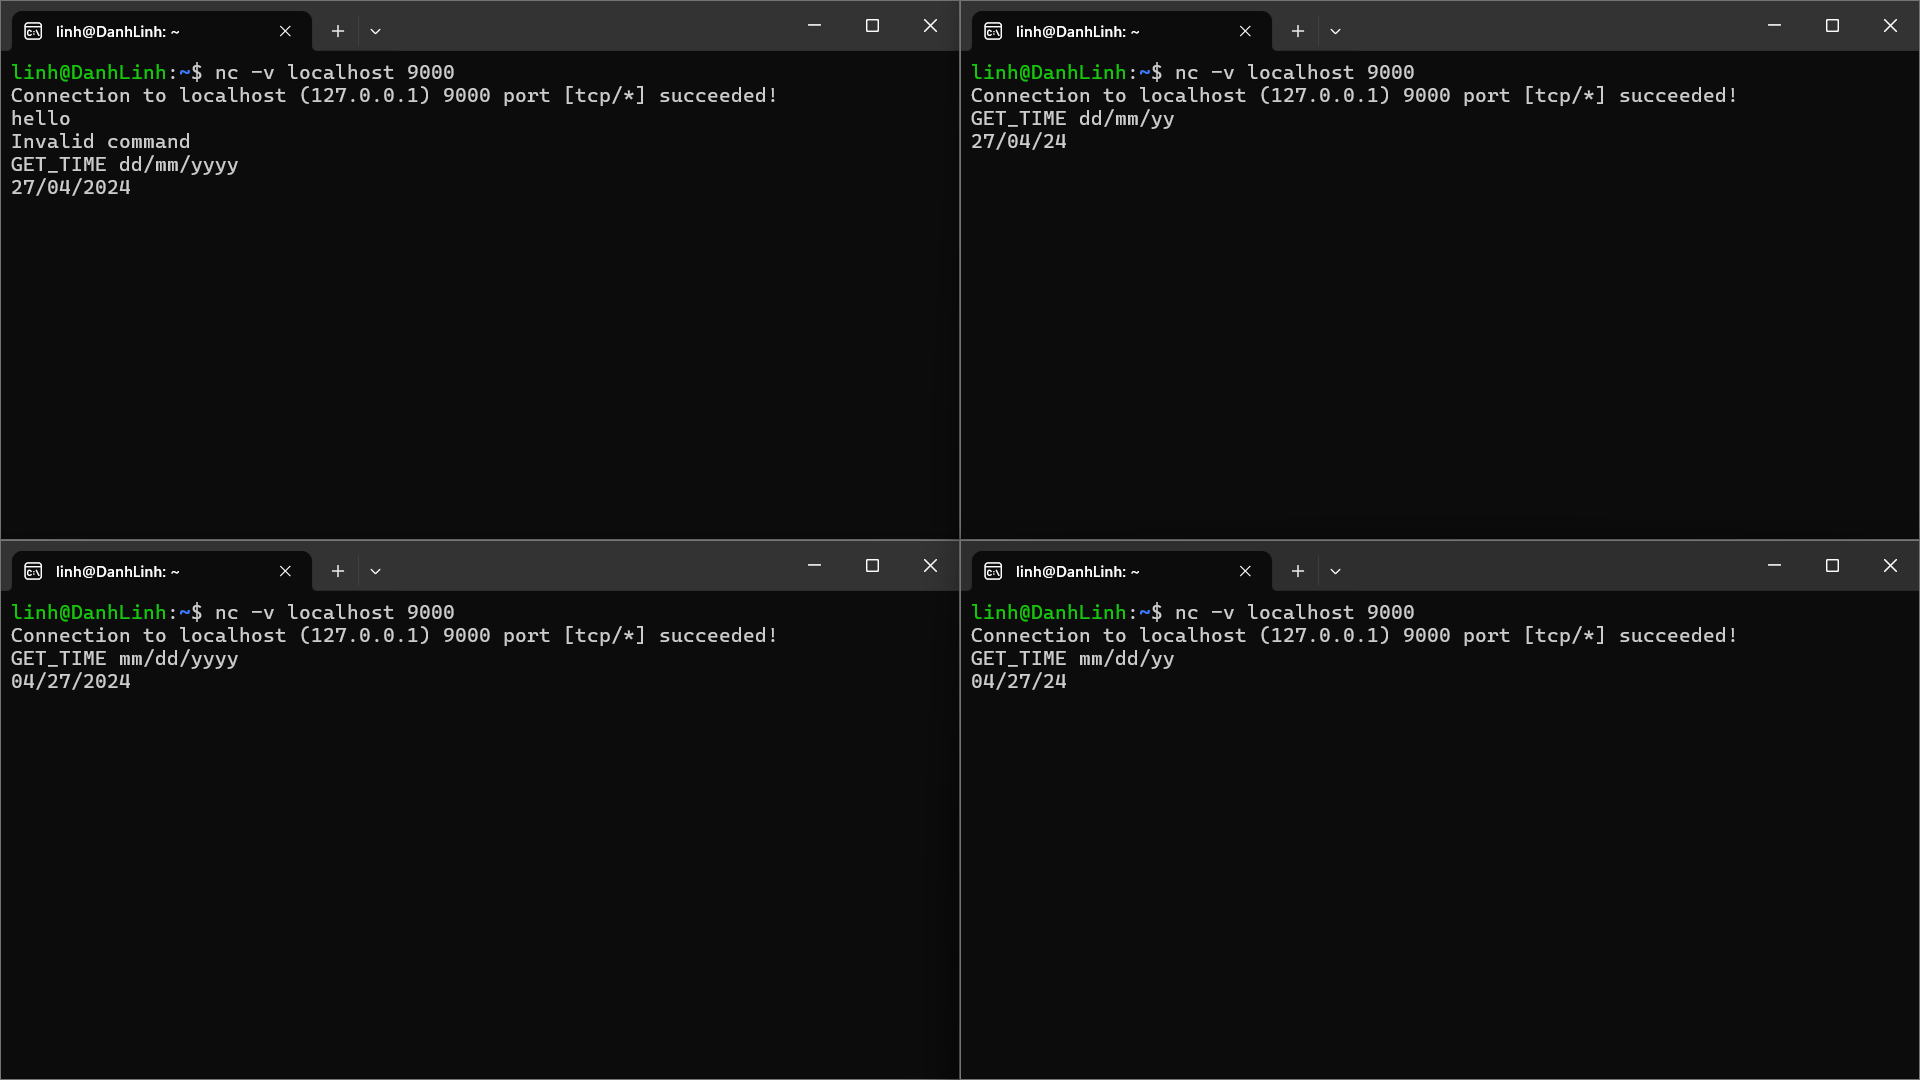 linh@DanhLinh: ~
linh@DanhLinh:~$ nc -v localhost 9000
Connection to localhost (127.0.0.1) 9000 port [tcp/*] succeeded!
hello
Invalid command
GET_TIME dd/mm/yyyy
27/04/2024
linh@DanhLinh: ~
linh@DanhLinh:~$ nc -v localhost 9000
Connection to localhost (127.0.0.1) 9000 port [tcp/*] succeeded!
GET_TIME dd/mm/yy
27/04/24
linh@DanhLinh: ~
linh@DanhLinh:~$ nc -v localhost 9000
Connection to localhost (127.0.0.1) 9000 port [tcp/*] succeeded!
GET_TIME mm/dd/yyyy
04/27/2024
linh@DanhLinh: ~
linh@DanhLinh:~$ nc -v localhost 9000
Connection to localhost (127.0.0.1) 9000 port [tcp/*] succeeded!
GET_TIME mm/dd/yy
04/27/24